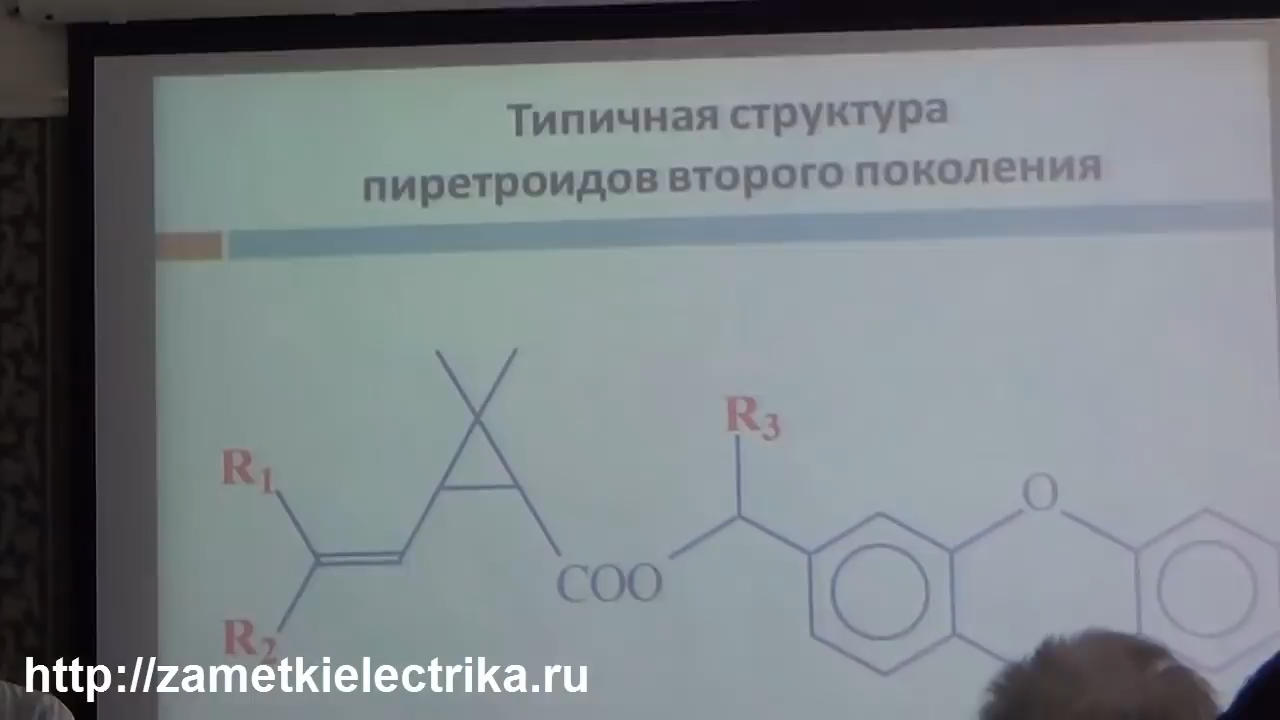 Типичная структура
пиретроидов второго поколения
R3
R1
O
COO
R2
http://zametkielectrika.ru